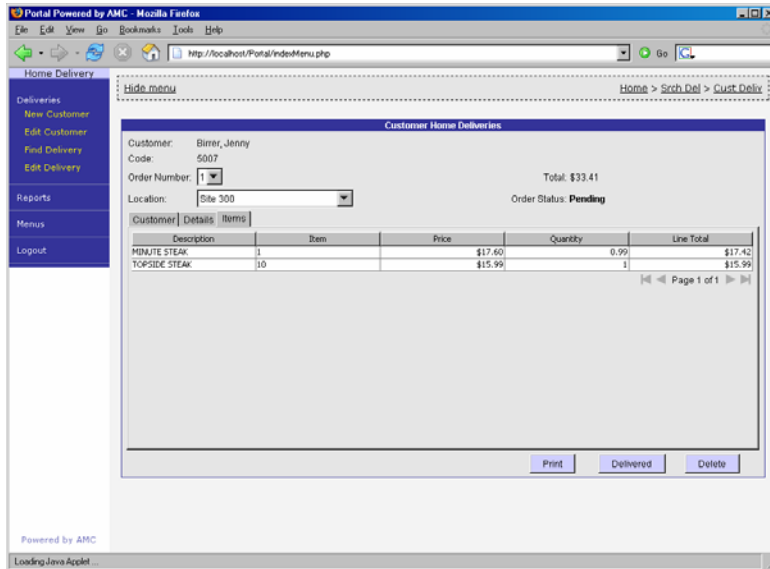 Portal Powered by AMC - Mozilla Firefox
File Edit View Go Bookmarks Tools Help
http://localhost/Portal/indexMenu.php Go G
Home Delivery
Hide menu Home > Srch Del > Cust Deliv
Deliveries
New Customer
Edit Customer
Find Delivery
Edit Delivery
Reports
Menus
Logout
Customer Home Deliveries
Customer: Birrer, Jenny
Code: 5007
Order Number: 1 Total: $33.41
Location: Site 300 Order Status: Pending
Customer Details Items
Description Item Price Quantity Line Total
MINUTE STEAK 1 $17.60 0.99 $17.42
TOPSIDE STEAK 10 $15.99 1 $15.99
Page 1 of 1
Print Delivered Delete
Powered by AMC
Loading Java Applet ...